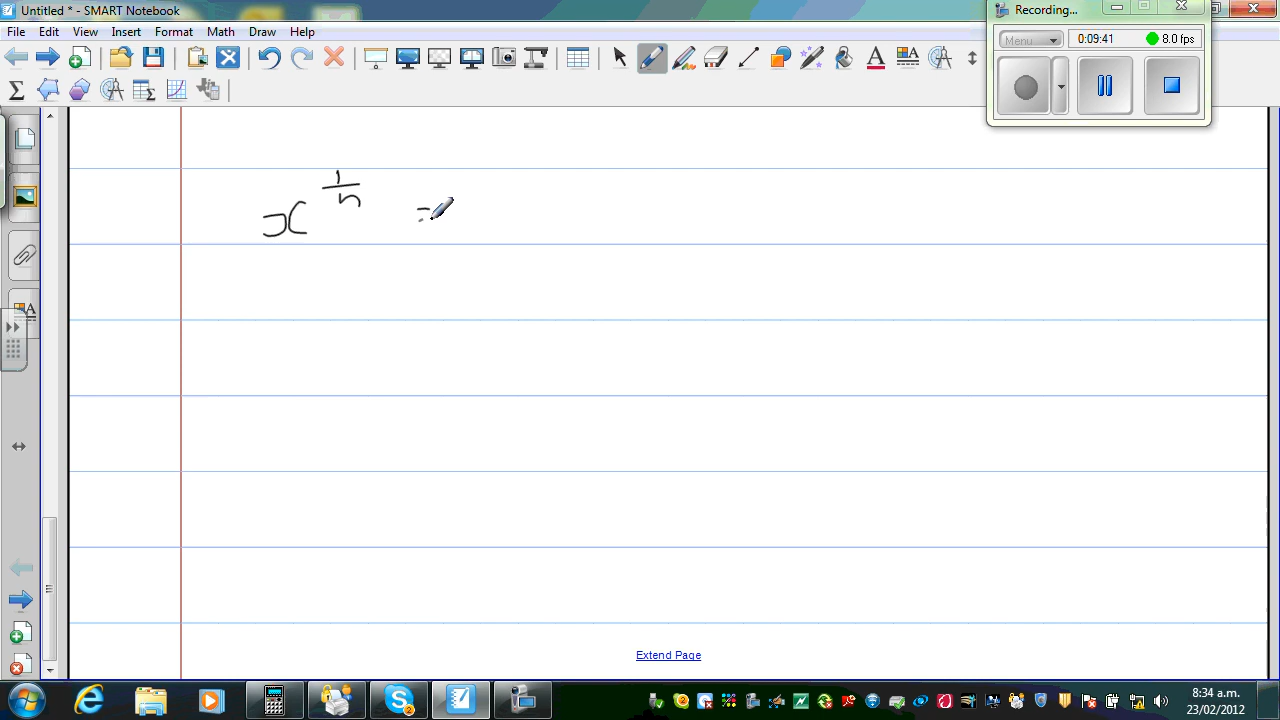 Untitled * - SMART Notebook
Recording...
File Edit View Insert Format Math Draw Help
Menu
0:09:41
8.0 fps
x^{1/n} =
Extend Page
8:34 a.m.
23/02/2012